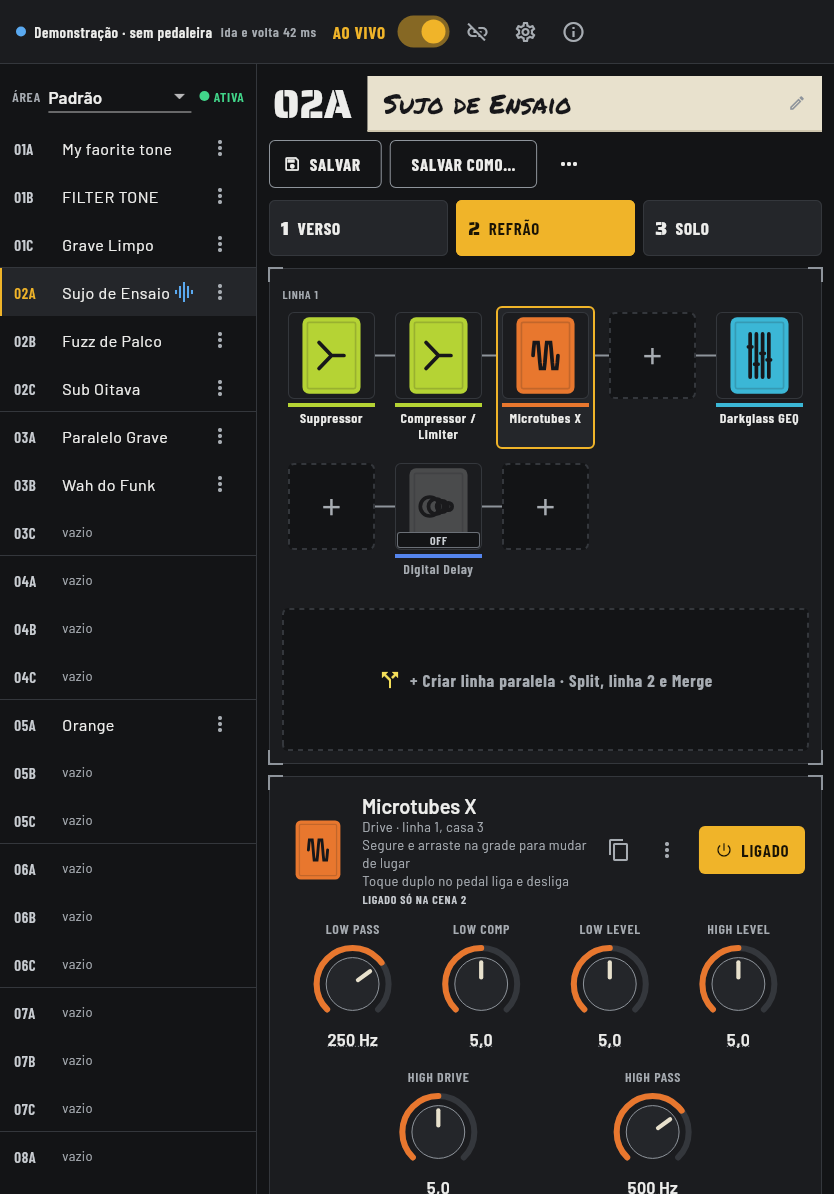 Demonstração · sem pedaleira Ida e volta 42 ms AO VIVO
ÁREA Padrão ATIVA
01A My faorite tone
01B FILTER TONE
01C Grave Limpo
02A Sujo de Ensaio
02B Fuzz de Palco
02C Sub Oitava
03A Paralelo Grave
03B Wah do Funk
03C vazio
04A vazio
04B vazio
04C vazio
05A Orange
05B vazio
05C vazio
06A vazio
06B vazio
06C vazio
07A vazio
07B vazio
07C vazio
08A vazio
02A Sujo de Ensaio
SALVAR SALVAR COMO...
1 VERSO 2 REFRÃO 3 SOLO
LINHA 1
Suppressor
Compressor /
Limiter
Microtubes X
+
Darkglass GEQ
+
OFF
Digital Delay
+
+ Criar linha paralela · Split, linha 2 e Merge
Microtubes X
Drive · linha 1, casa 3
Segure e arraste na grade para mudar
de lugar
Toque duplo no pedal liga e desliga
LIGADO SÓ NA CENA 2
LIGADO
LOW PASS LOW COMP LOW LEVEL HIGH LEVEL
250 Hz 5,0 5,0 5,0
HIGH DRIVE HIGH PASS
5,0 500 Hz